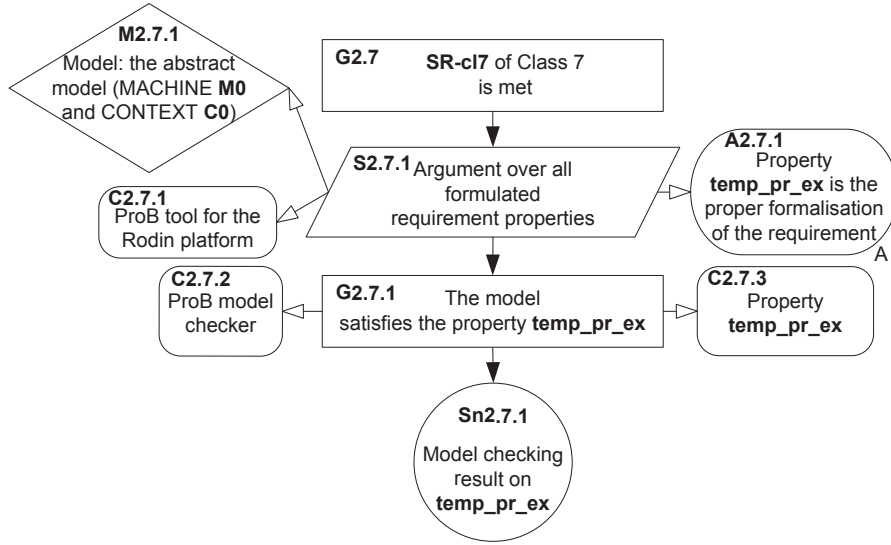 M2.7.1
Model: the abstract
model (MACHINE M0
and CONTEXT C0)
G2.7
SR-cl7 of Class 7
is met
S2.7.1
Argument over all
formulated
requirement properties
A2.7.1
Property
temp_pr_ex is the
proper formalisation
of the requirement
A
C2.7.1
ProB tool for the
Rodin platform
C2.7.2
ProB model
checker
G2.7.1
The model
satisfies the property temp_pr_ex
C2.7.3
Property
temp_pr_ex
Sn2.7.1
Model checking
result on
temp_pr_ex